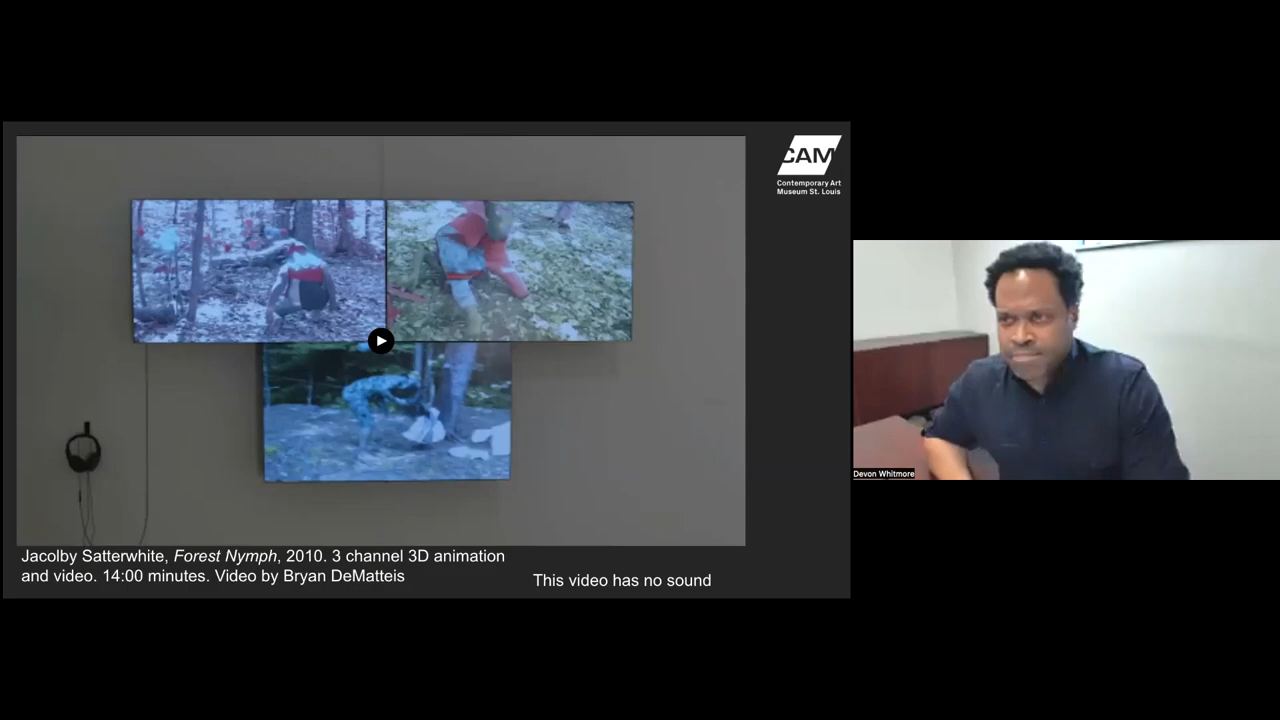 CAM
Contemporary Art
Museum St. Louis
Devon Whitmore
Jacolby Satterwhite, Forest Nymph, 2010. 3 channel 3D animation
and video. 14:00 minutes. Video by Bryan DeMatteis
This video has no sound